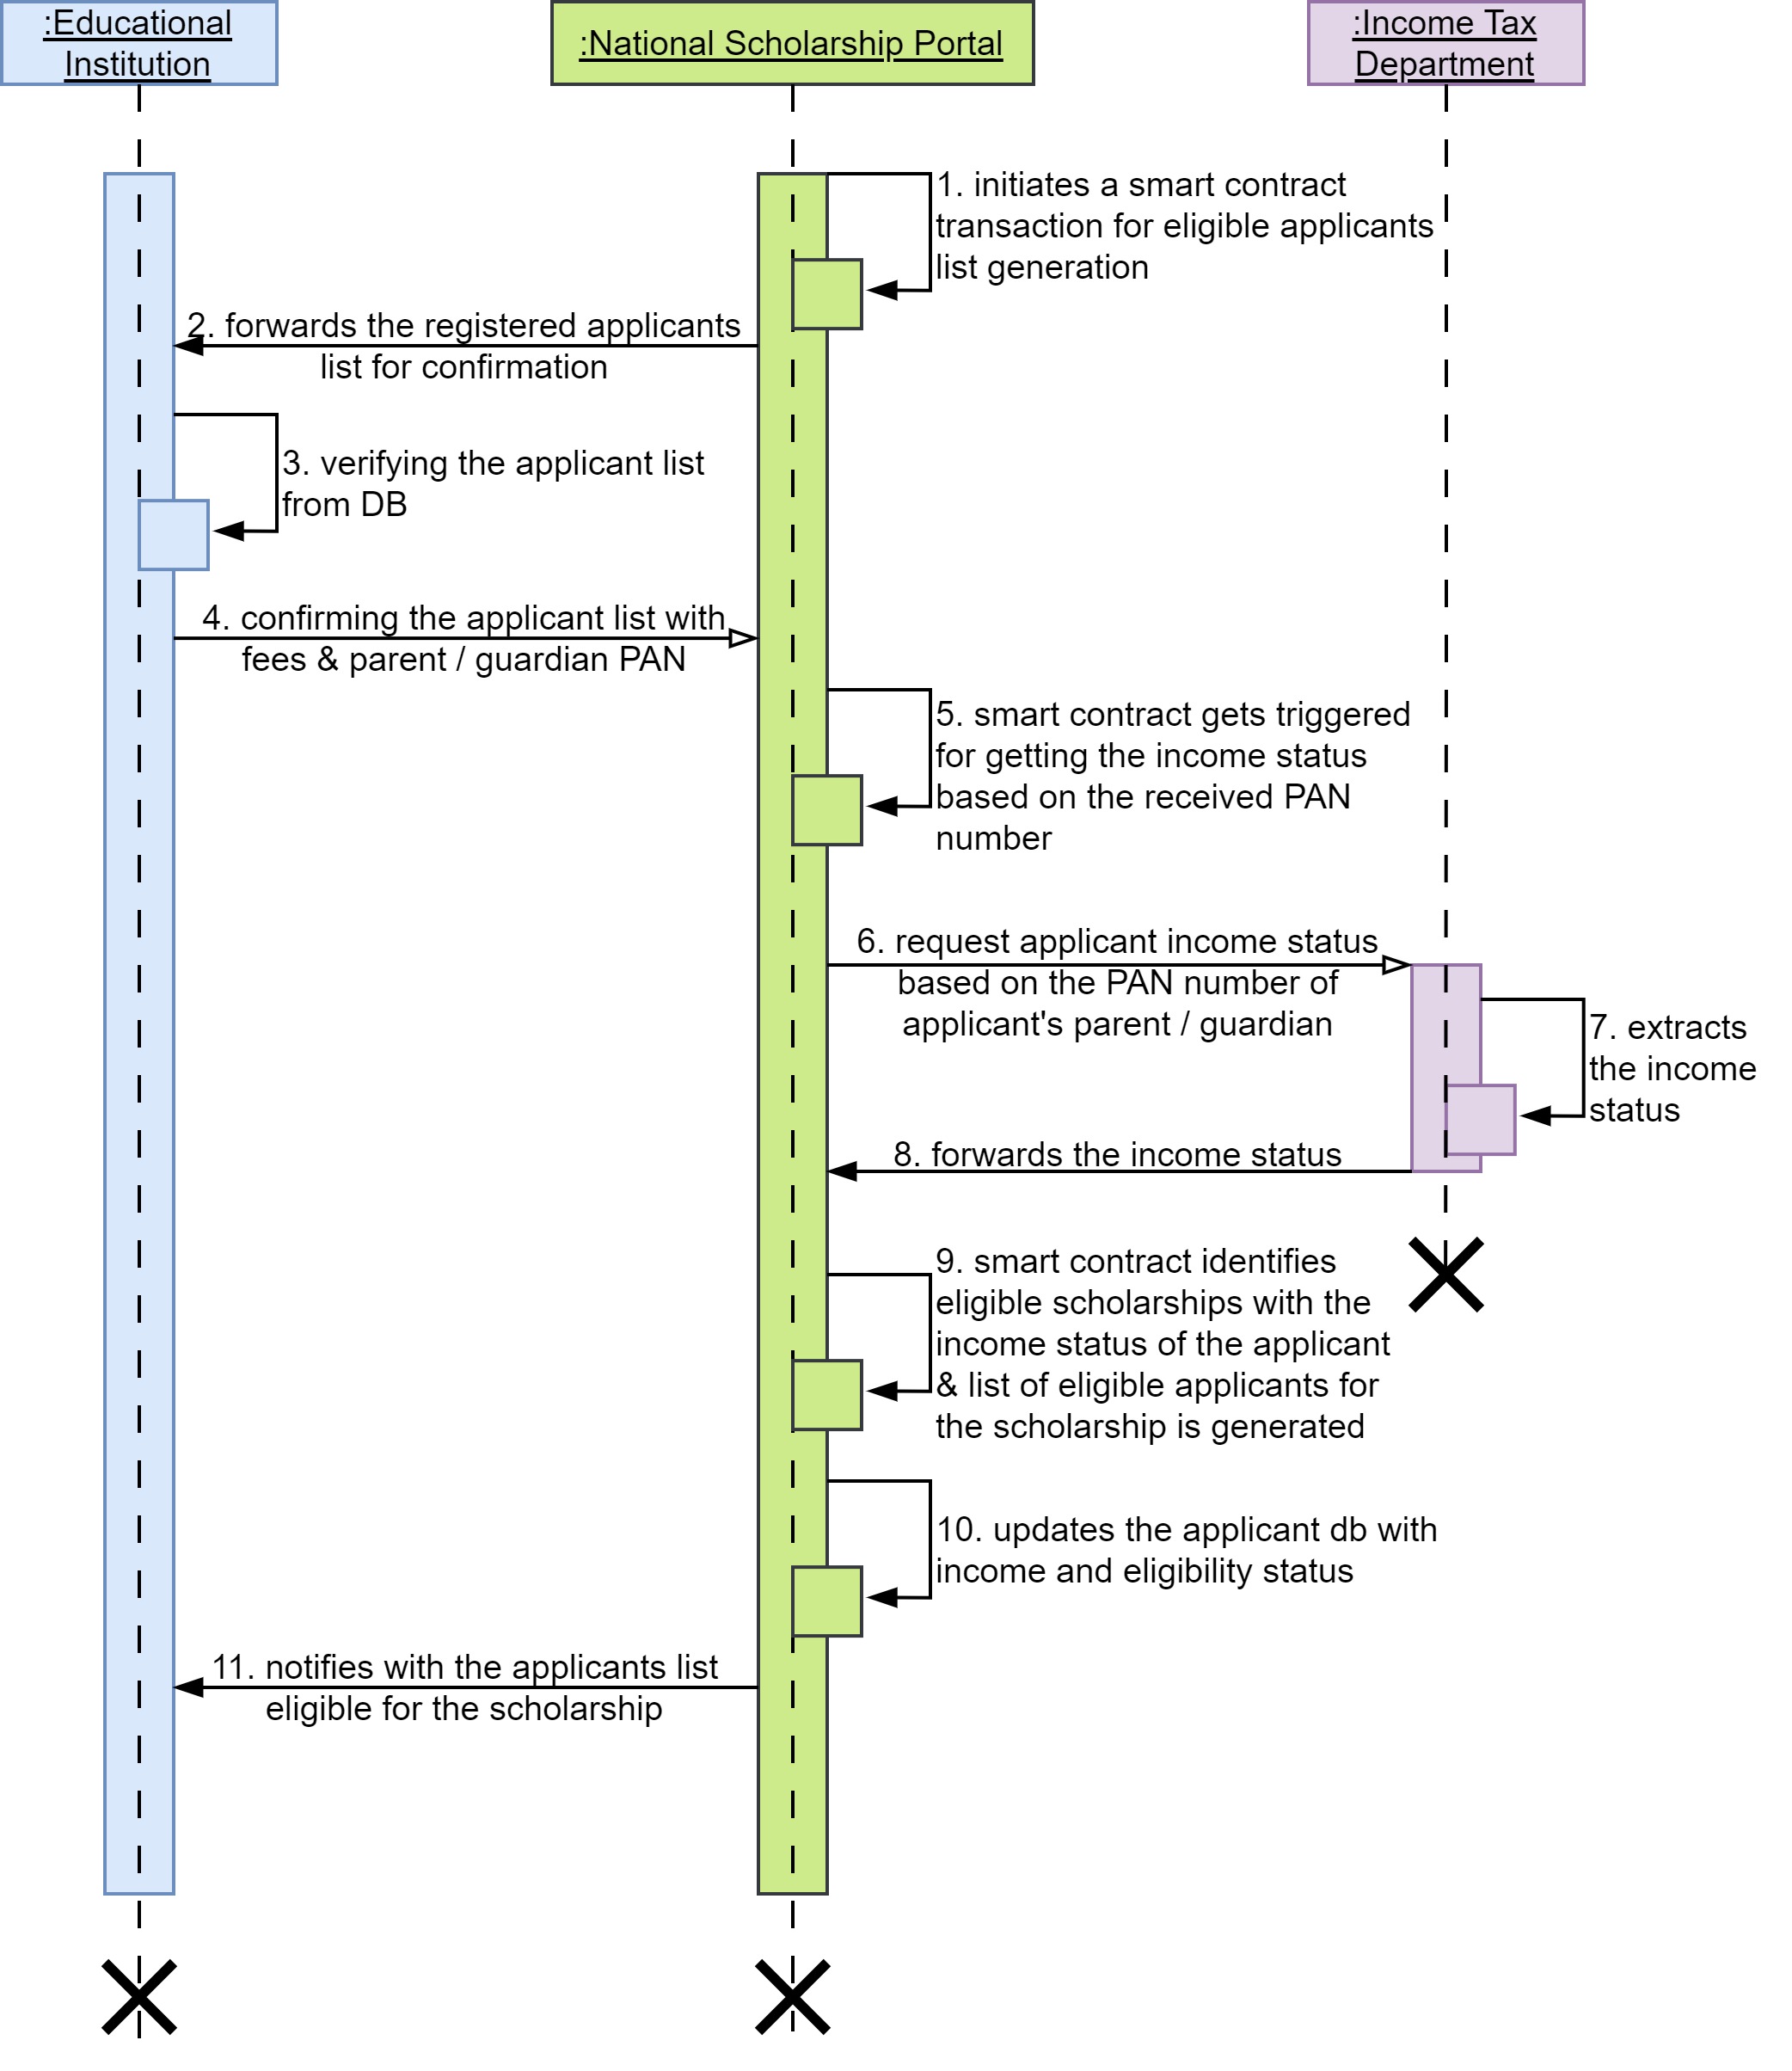 :Educational
Institution
:National Scholarship Portal
:Income Tax
Department
1. initiates a smart contract
transaction for eligible applicants
list generation
2. forwards the registered applicants
list for confirmation
3. verifying the applicant list
from DB
4. confirming the applicant list with
fees & parent / guardian PAN
5. smart contract gets triggered
for getting the income status
based on the received PAN
number
6. request applicant income status
based on the PAN number of
applicant's parent / guardian
7. extracts
the income
status
8. forwards the income status
9. smart contract identifies
eligible scholarships with the
income status of the applicant
& list of eligible applicants for
the scholarship is generated
10. updates the applicant db with
income and eligibility status
11. notifies with the applicants list
eligible for the scholarship